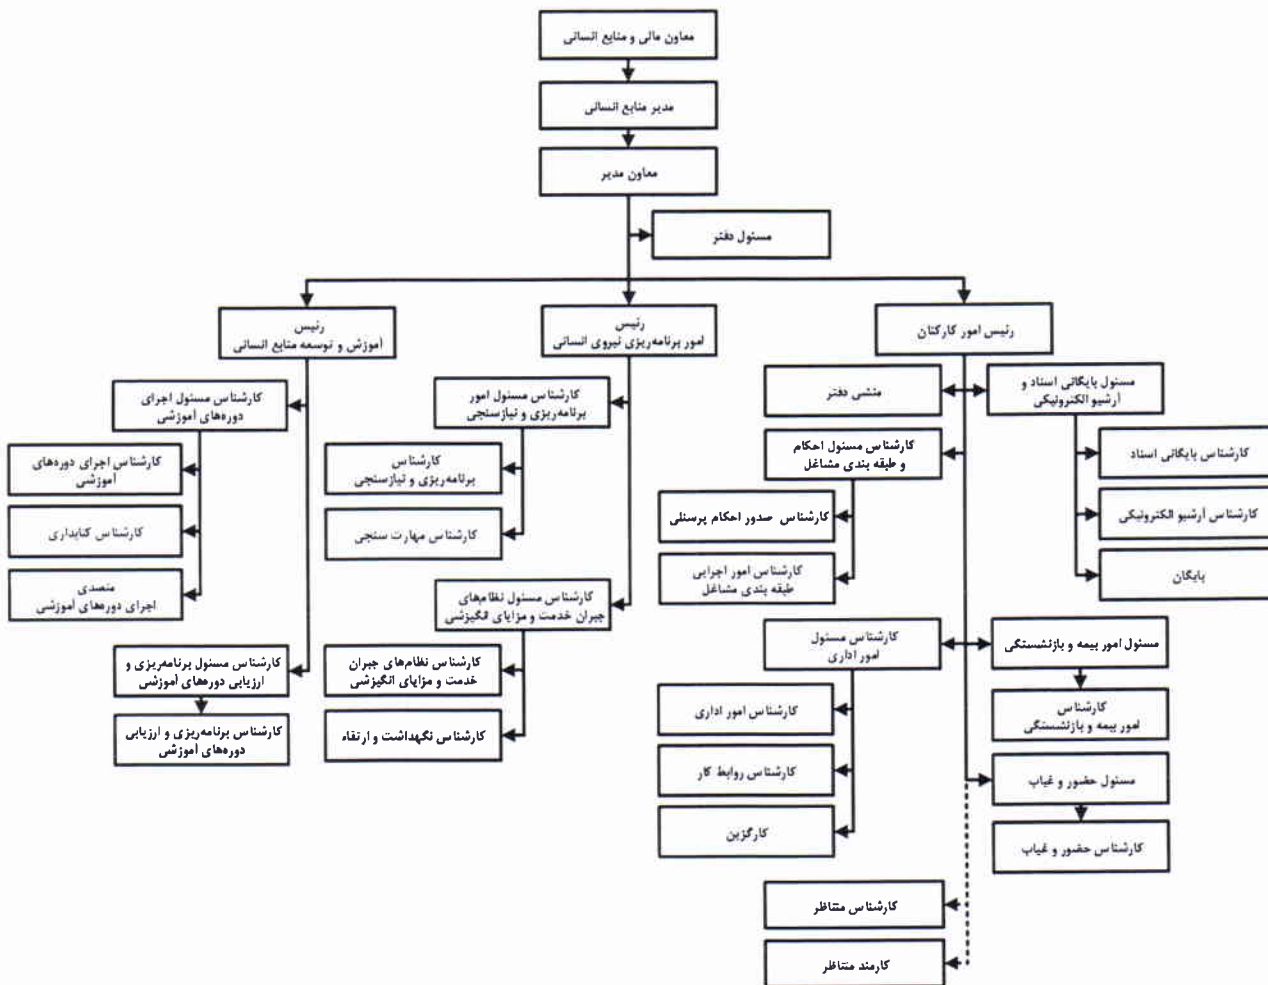 معاون مالی و منابع انسانی
مدیر منابع انسانی
معاون مدیر
مسئول دفتر
رئیس امور کارکنان
رئیس
امور برنامه‌ریزی نیروی انسانی
رئیس
آموزش و توسعه منابع انسانی
مسئول بایگانی اسناد و
آرشیو الکترونیکی
منشی دفتر
کارشناس بایگانی اسناد
کارشناس آرشیو الکترونیکی
بایگان
کارشناس مسئول احکام
و طبقه بندی مشاغل
کارشناس صدور احکام پرسنلی
کارشناس امور اجرایی
طبقه بندی مشاغل
مسئول امور بیمه و بازنشستگی
کارشناس
امور بیمه و بازنشستگی
کارشناس مسئول
امور اداری
کارشناس امور اداری
کارشناس روابط کار
کارگزین
مسئول حضور و غیاب
کارشناس حضور و غیاب
کارشناس متناظر
کارمند متناظر
کارشناس مسئول امور
برنامه‌ریزی و نیازسنجی
کارشناس
برنامه‌ریزی و نیازسنجی
کارشناس مهارت سنجی
کارشناس مسئول نظام‌های
جبران خدمت و مزایای انگیزشی
کارشناس نظام‌های جبران
خدمت و مزایای انگیزشی
کارشناس نگهداشت و ارتقاء
کارشناس مسئول اجرای
دوره‌های آموزشی
کارشناس اجرای دوره‌های
آموزشی
کارشناس کتابداری
متصدی
اجرای دوره‌های آموزشی
کارشناس مسئول برنامه‌ریزی و
ارزیابی دوره‌های آموزشی
کارشناس برنامه‌ریزی و ارزیابی
دوره‌های آموزشی